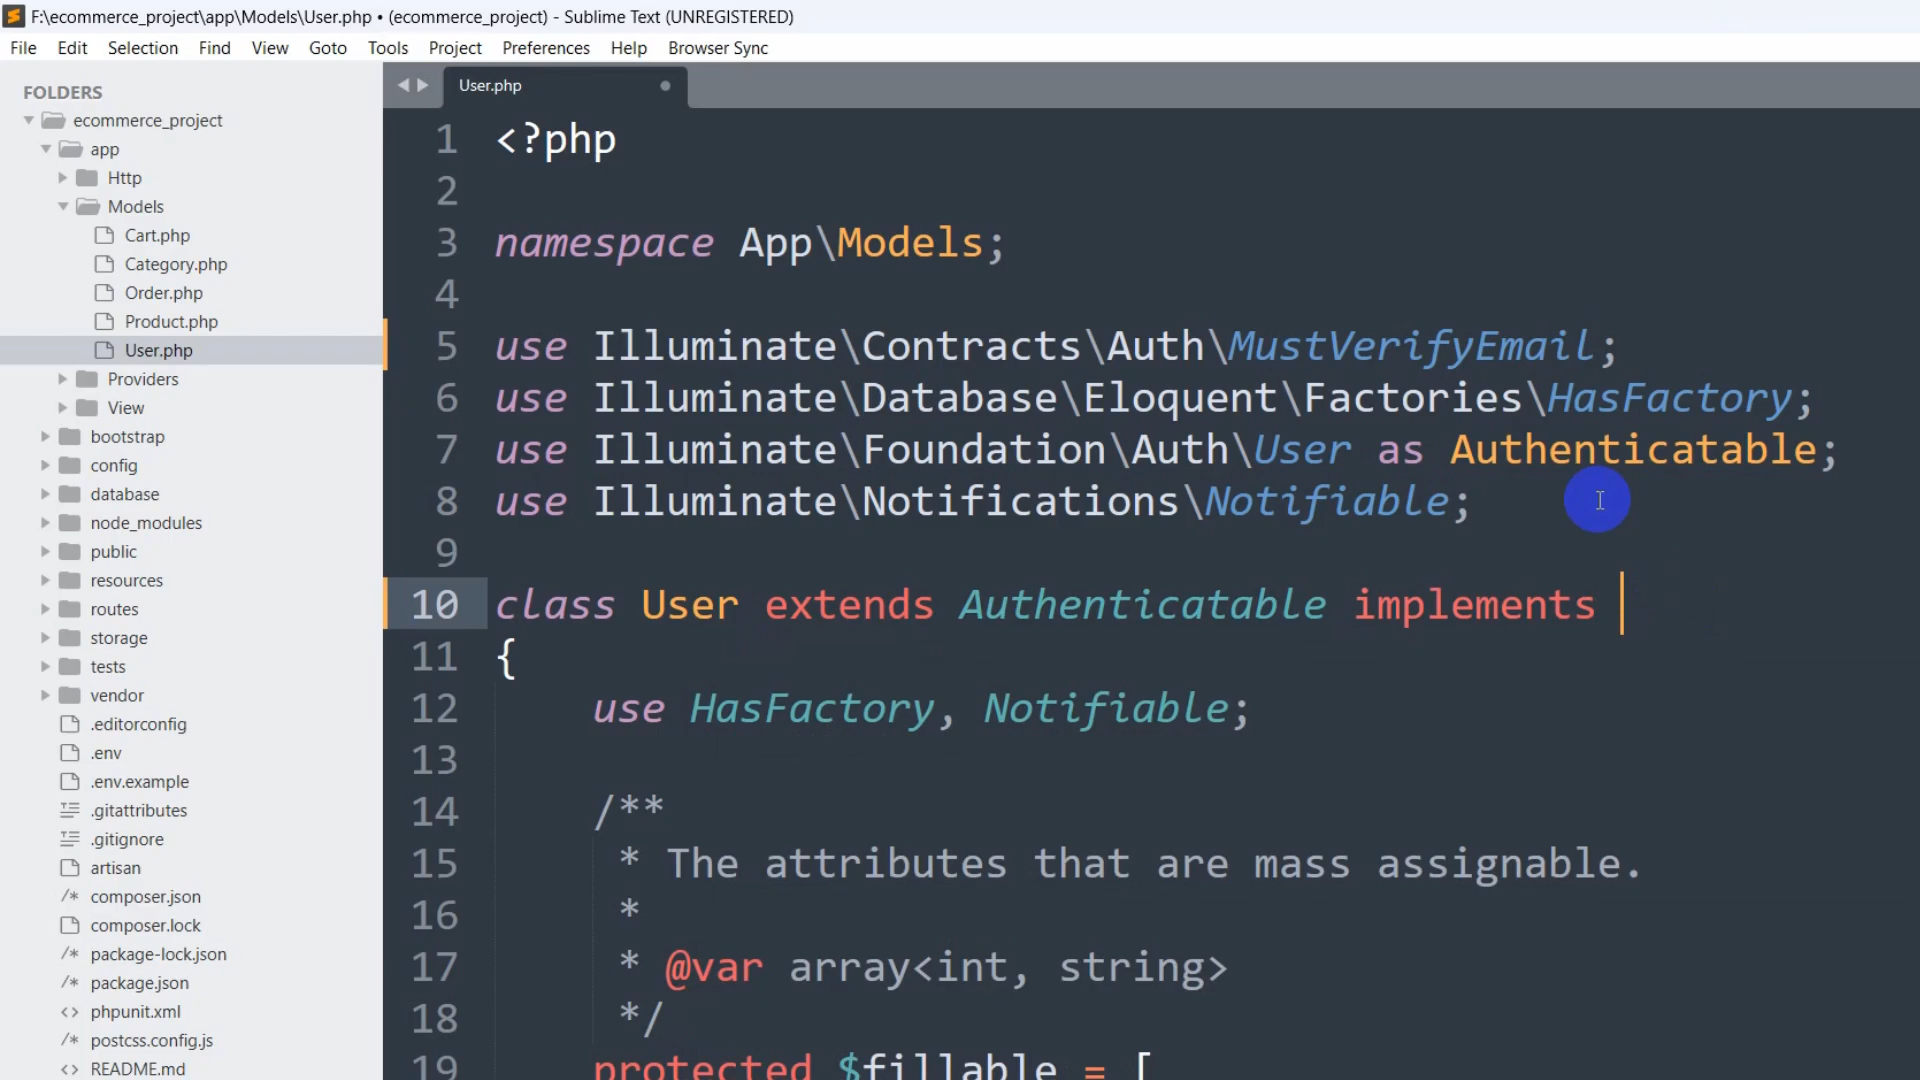 F:\ecommerce_project\app\Models\User.php • (ecommerce_project) - Sublime Text (UNREGISTERED)
File Edit Selection Find View Goto Tools Project Preferences Help Browser Sync
FOLDERS
ecommerce_project
app
Http
Models
Cart.php
Category.php
Order.php
Product.php
User.php
Providers
View
bootstrap
config
database
node_modules
public
resources
routes
storage
tests
vendor
.editorconfig
.env
.env.example
.gitattributes
.gitignore
artisan
/* composer.json
composer.lock
/* package-lock.json
/* package.json
<> phpunit.xml
/* postcss.config.js
<> README.md
User.php
1 <?php
2
3 namespace App\Models;
4
5 use Illuminate\Contracts\Auth\MustVerifyEmail;
6 use Illuminate\Database\Eloquent\Factories\HasFactory;
7 use Illuminate\Foundation\Auth\User as Authenticatable;
8 use Illuminate\Notifications\Notifiable;
9
10 class User extends Authenticatable implements
11 {
12 use HasFactory, Notifiable;
13
14 /**
15 * The attributes that are mass assignable.
16 *
17 * @var array<int, string>
18 */
19 protected $fillable = [